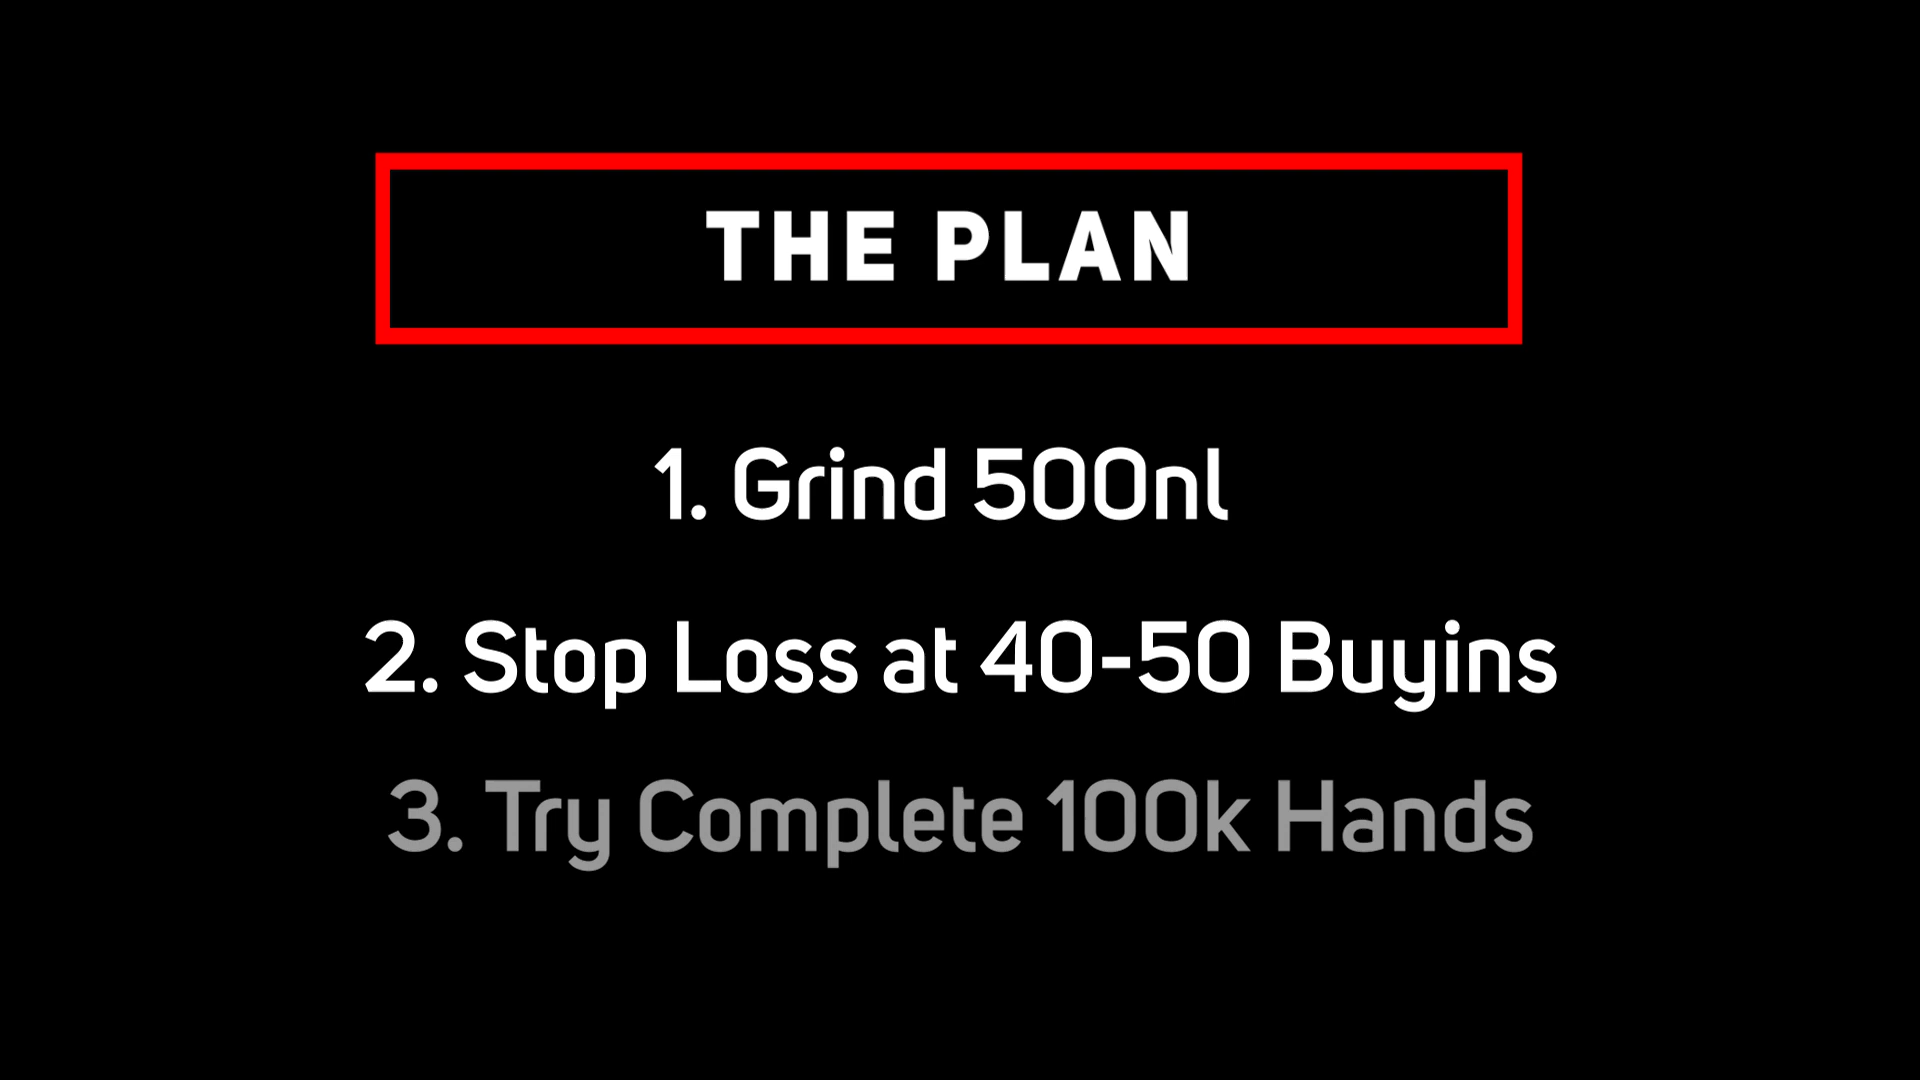 THE PLAN
1. Grind 500nl
2. Stop Loss at 40-50 Buyins
3. Try Complete 100k Hands